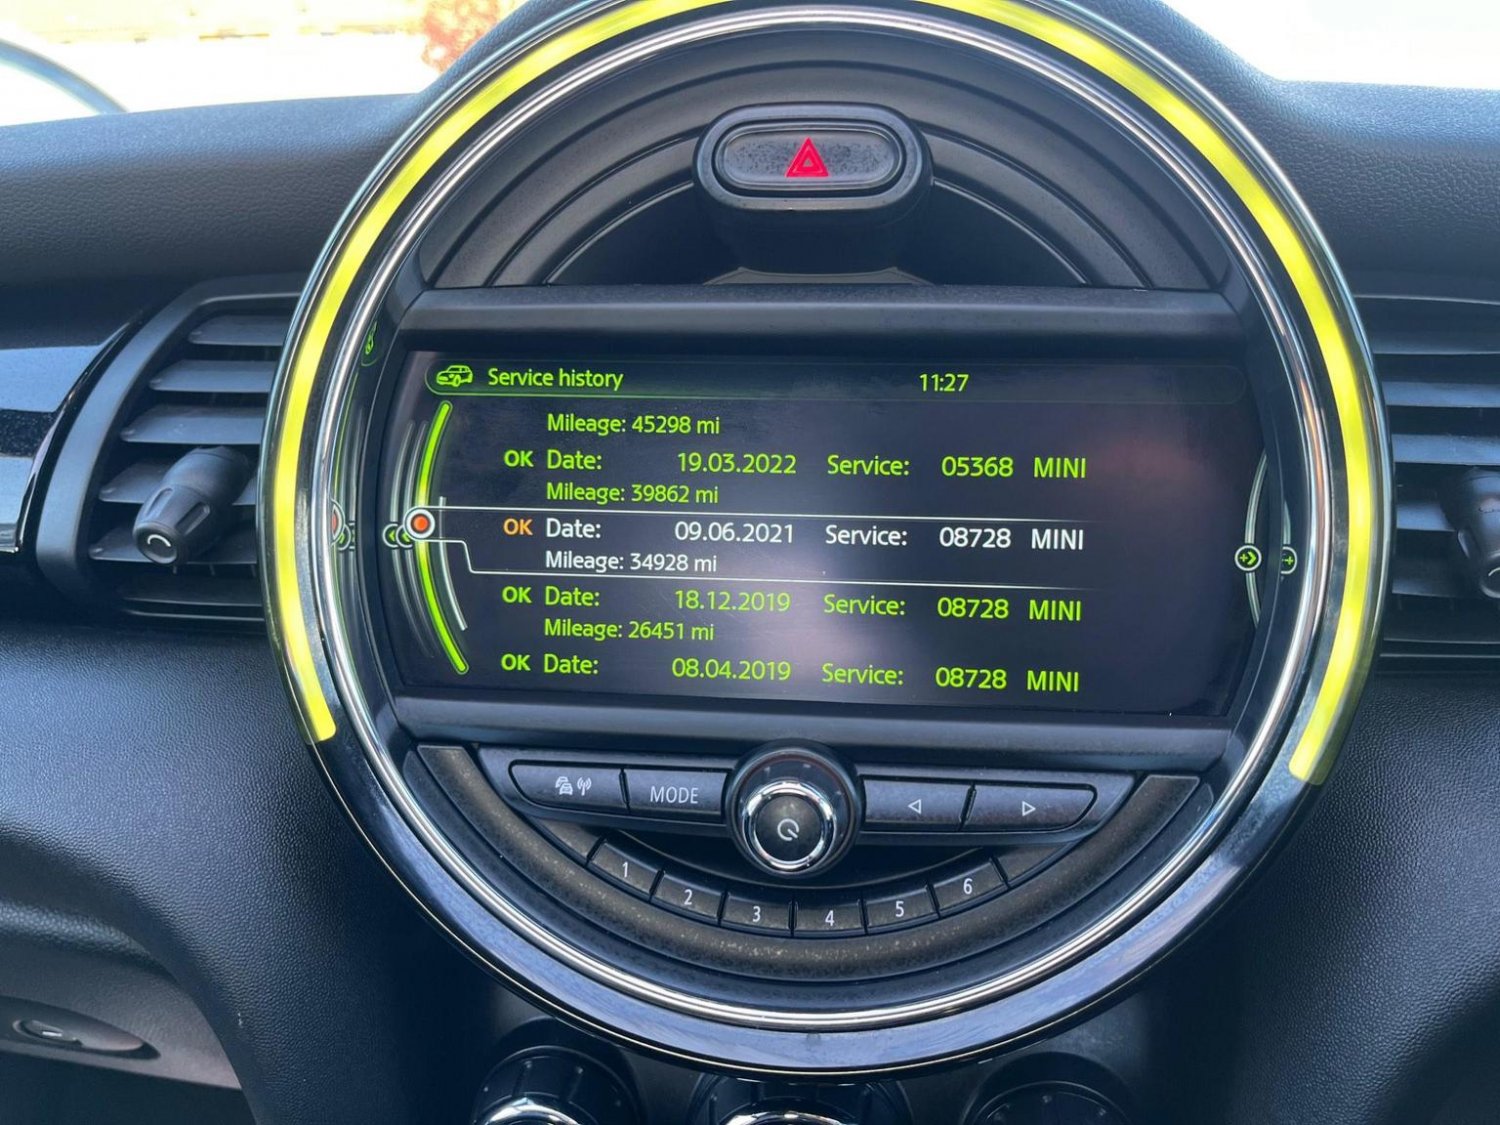 Service history 11:27
Mileage: 45298 mi
OK Date: 19.03.2022 Service: 05368 MINI
Mileage: 39862 mi
OK Date: 09.06.2021 Service: 08728 MINI
Mileage: 34928 mi
OK Date: 18.12.2019 Service: 08728 MINI
Mileage: 26451 mi
OK Date: 08.04.2019 Service: 08728 MINI
MODE
1 2 3 4 5 6